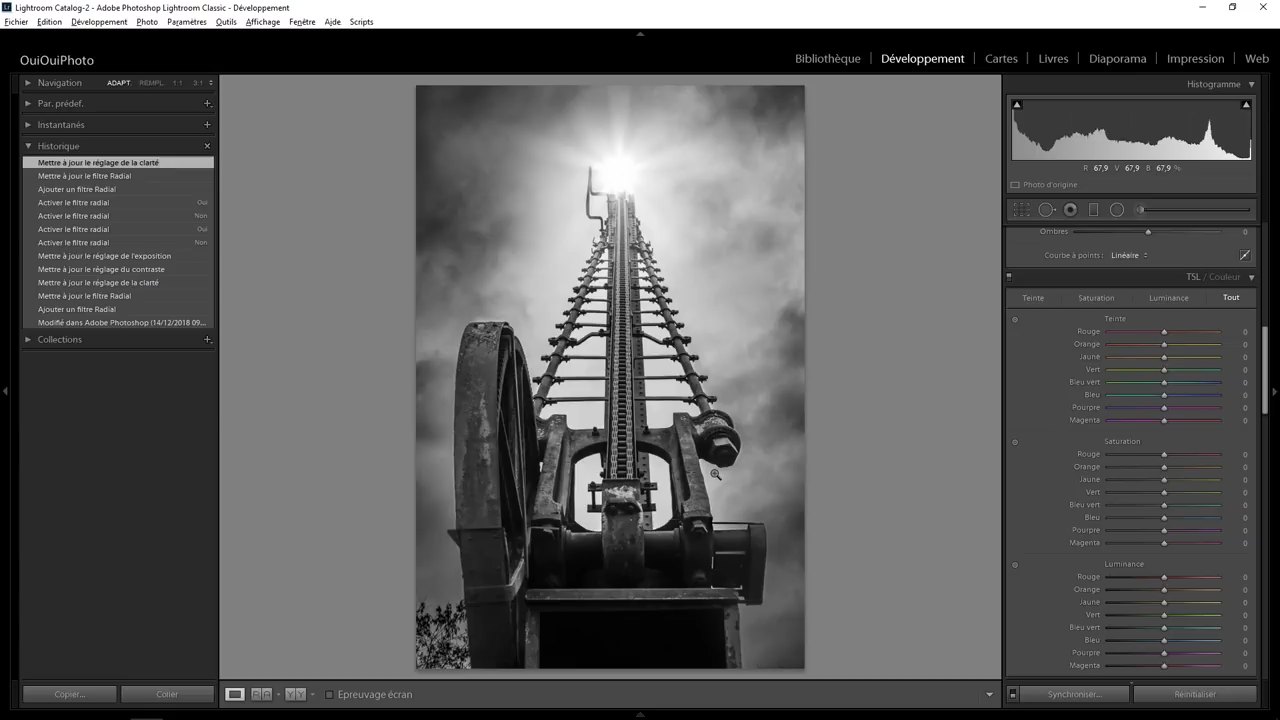 Lightroom Catalog-2 - Adobe Photoshop Lightroom Classic - Développement
Fichier Edition Développement Photo Paramètres Outils Affichage Fenêtre Aide Scripts
OuiOuiPhoto
Bibliothèque | Développement | Cartes | Livres | Diaporama | Impression | Web
Navigation ADAPT. REMPL. 1:1 3:1
Par. prédef.
Instantanés
Historique
Mettre à jour le réglage de la clarté
Mettre à jour le filtre Radial
Ajouter un filtre Radial
Activer le filtre radial Oui
Activer le filtre radial Non
Activer le filtre radial Oui
Activer le filtre radial Non
Mettre à jour le réglage de l'exposition
Mettre à jour le réglage du contraste
Mettre à jour le réglage de la clarté
Mettre à jour le filtre Radial
Ajouter un filtre Radial
Modifié dans Adobe Photoshop (14/12/2018 09...
Collections
Copier... Coller
Epreuvage écran
Histogramme
R 67,9 V 67,9 B 67,9 %
Photo d'origine
Ombres 0
Courbe à points : Linéaire
TSL / Couleur
Teinte Saturation Luminance Tout
Teinte
Rouge 0
Orange 0
Jaune 0
Vert 0
Bleu vert 0
Bleu 0
Pourpre 0
Magenta 0
Saturation
Rouge 0
Orange 0
Jaune 0
Vert 0
Bleu vert 0
Bleu 0
Pourpre 0
Magenta 0
Luminance
Rouge 0
Orange 0
Jaune 0
Vert 0
Bleu vert 0
Bleu 0
Pourpre 0
Magenta 0
Synchroniser... Réinitialiser